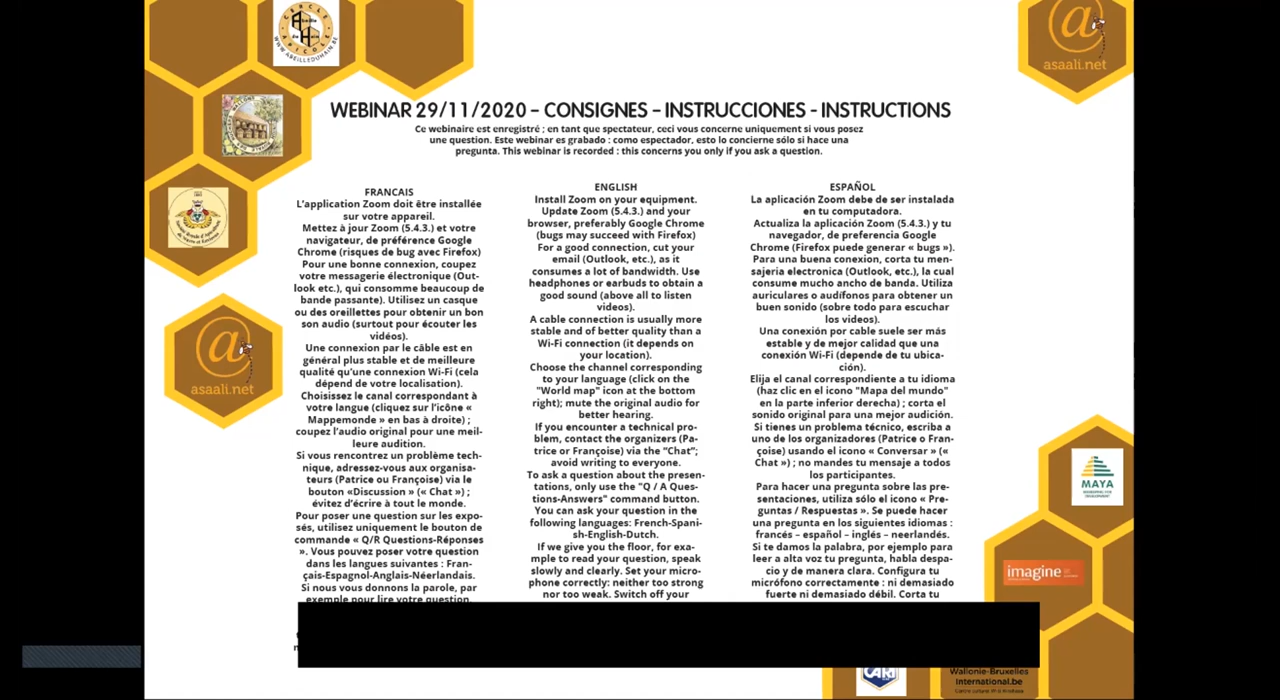 CERCLE
Abeille
du Hain
APICOLE
WWW.ABEILLEDUHAIN.BE
@
asaali.net
WEBINAR 29/11/2020 – CONSIGNES – INSTRUCCIONES - INSTRUCTIONS
Ce webinaire est enregistré ; en tant que spectateur, ceci vous concerne uniquement si vous posez
une question. Este webinar es grabado : como espectador, esto lo concierne sólo si hace una
pregunta. This webinar is recorded : this concerns you only if you ask a question.
FRANCAIS
L’application Zoom doit être installée
sur votre appareil.
Mettez à jour Zoom (5.4.3.) et votre
navigateur, de préférence Google
Chrome (risques de bug avec Firefox)
Pour une bonne connexion, coupez
votre messagerie électronique (Out-
look etc.), qui consomme beaucoup de
bande passante). Utilisez un casque
ou des oreillettes pour obtenir un bon
son audio (surtout pour écouter les
vidéos).
Une connexion par le câble est en
général plus stable et de meilleure
qualité qu’une connexion Wi-Fi (cela
dépend de votre localisation).
Choisissez le canal correspondant à
votre langue (cliquez sur l’icône «
Mappemonde » en bas à droite) ;
coupez l’audio original pour une meil-
leure audition.
Si vous rencontrez un problème tech-
nique, adressez-vous aux organisa-
teurs (Patrice ou Françoise) via le
bouton «Discussion » (« Chat ») ;
évitez d’écrire à tout le monde.
Pour poser une question sur les expo-
sés, utilisez uniquement le bouton de
commande « Q/R Questions-Réponses
». Vous pouvez poser votre question
dans les langues suivantes : Fran-
çais-Espagnol-Anglais-Néerlandais.
Si nous vous donnons la parole, par
exemple pour lire votre question,
ENGLISH
Install Zoom on your equipment.
Update Zoom (5.4.3.) and your
browser, preferably Google Chrome
(bugs may succeed with Firefox)
For a good connection, cut your
email (Outlook, etc.), as it
consumes a lot of bandwidth. Use
headphones or earbuds to obtain a
good sound (above all to listen
videos).
A cable connection is usually more
stable and of better quality than a
Wi-Fi connection (it depends on
your location).
Choose the channel corresponding
to your language (click on the
"World map" icon at the bottom
right); mute the original audio for
better hearing.
If you encounter a technical pro-
blem, contact the organizers (Pa-
trice or Françoise) via the “Chat”;
avoid writing to everyone.
To ask a question about the presen-
tations, only use the "Q / A Ques-
tions-Answers" command button.
You can ask your question in the
following languages: French-Spani-
sh-English-Dutch.
If we give you the floor, for exa-
mple to read your question, speak
slowly and clearly. Set your micro-
phone correctly: neither too strong
nor too weak. Switch off your
ESPAÑOL
La aplicación Zoom debe de ser instalada
en tu computadora.
Actualiza la aplicación Zoom (5.4.3.) y tu
navegador, de preferencia Google
Chrome (Firefox puede generar « bugs »).
Para una buena conexion, corta tu men-
sajeria electronica (Outlook, etc.), la cual
consume mucho ancho de banda. Utiliza
auriculares o audífonos para obtener un
buen sonido (sobre todo para escuchar
los videos).
Una conexión por cable suele ser más
estable y de mejor calidad que una
conexión Wi-Fi (depende de tu ubica-
ción).
Elija el canal correspondiente a tu idioma
(haz clic en el icono "Mapa del mundo"
en la parte inferior derecha) ; corta el
sonido original para una mejor audición.
Si tienes un problema técnico, escriba a
uno de los organizadores (Patrice o Fran-
çoise) usando el icono « Conversar » («
Chat ») ; no mandes tu mensaje a todos
los participantes.
Para hacer una pregunta sobre las pre-
sentaciones, utiliza sólo el icono « Pre-
guntas / Respuestas ». Se puede hacer
una pregunta en los siguientes idiomas :
francés – español – inglés – neerlandés.
Si te damos la palabra, por ejemplo para
leer a alta voz tu pregunta, habla despa-
cio y de manera clara. Configura tu
micrófono correctamente : ni demasiado
fuerte ni demasiado débil. Corta tu
@
asaali.net
MAYA
imagine
CARI
Wallonie-Bruxelles
International.be